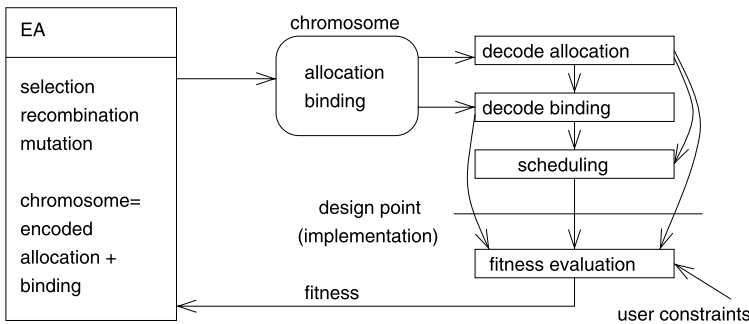 EA
selection
recombination
mutation
chromosome=
encoded
allocation +
binding
chromosome
allocation
binding
decode allocation
decode binding
scheduling
design point
(implementation)
fitness evaluation
fitness
user constraints